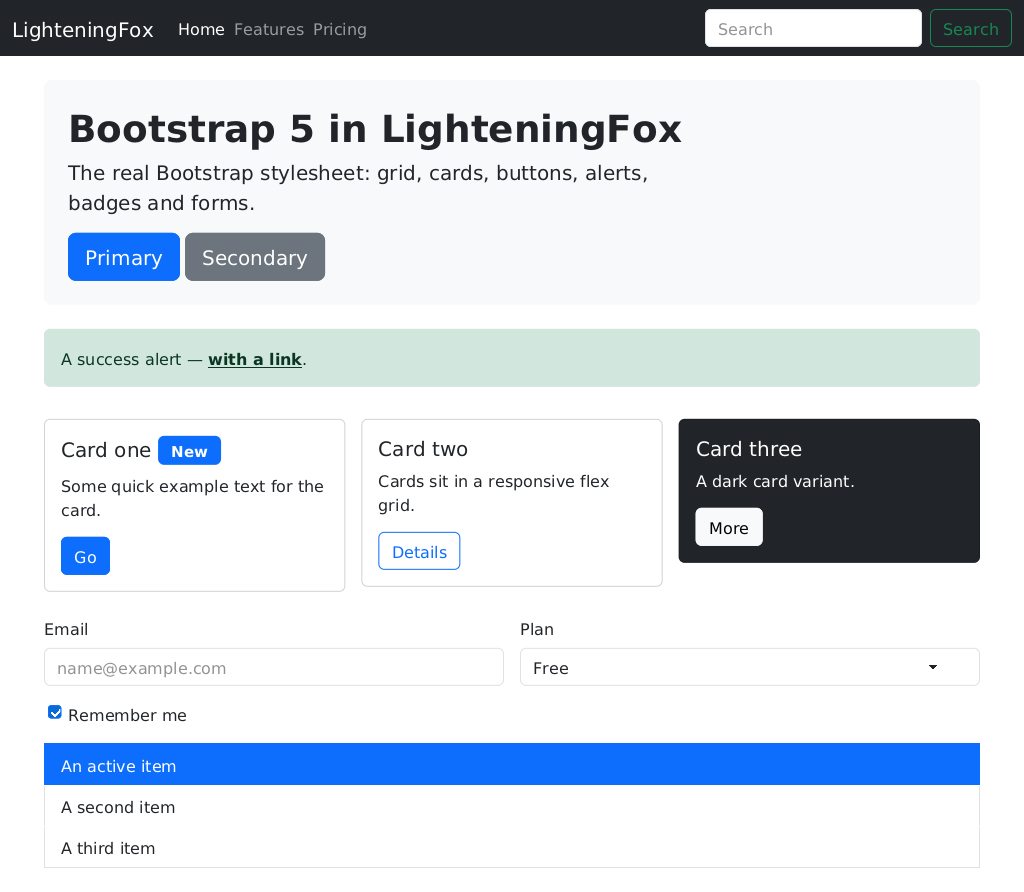 LighteningFox Home Features Pricing Search Search
Bootstrap 5 in LighteningFox
The real Bootstrap stylesheet: grid, cards, buttons, alerts,
badges and forms.
Primary Secondary
A success alert — with a link.
Card one New
Some quick example text for the
card.
Go
Card two
Cards sit in a responsive flex
grid.
Details
Card three
A dark card variant.
More
Email
name@example.com
Plan
Free
Remember me
An active item
A second item
A third item